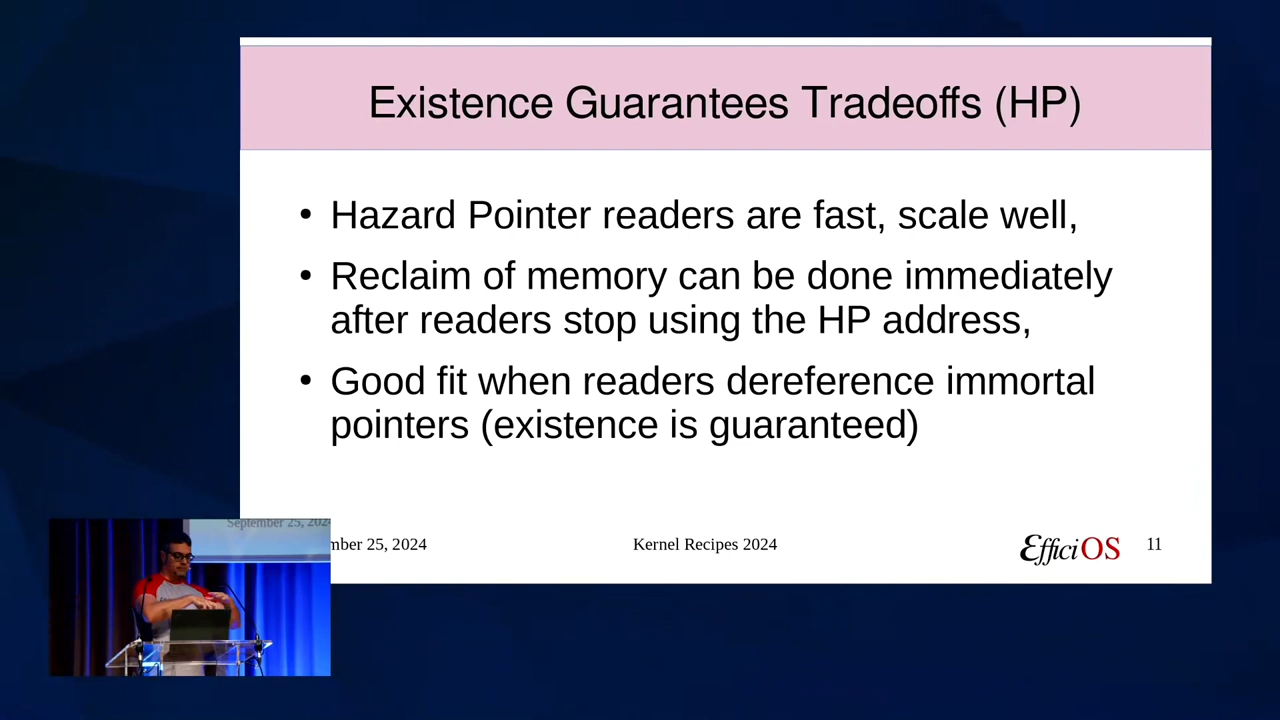 Existence Guarantees Tradeoffs (HP)
• Hazard Pointer readers are fast, scale well,
• Reclaim of memory can be done immediately
after readers stop using the HP address,
• Good fit when readers dereference immortal
pointers (existence is guaranteed)
September 25, 202
mber 25, 2024
Kernel Recipes 2024
EfficiOS
11